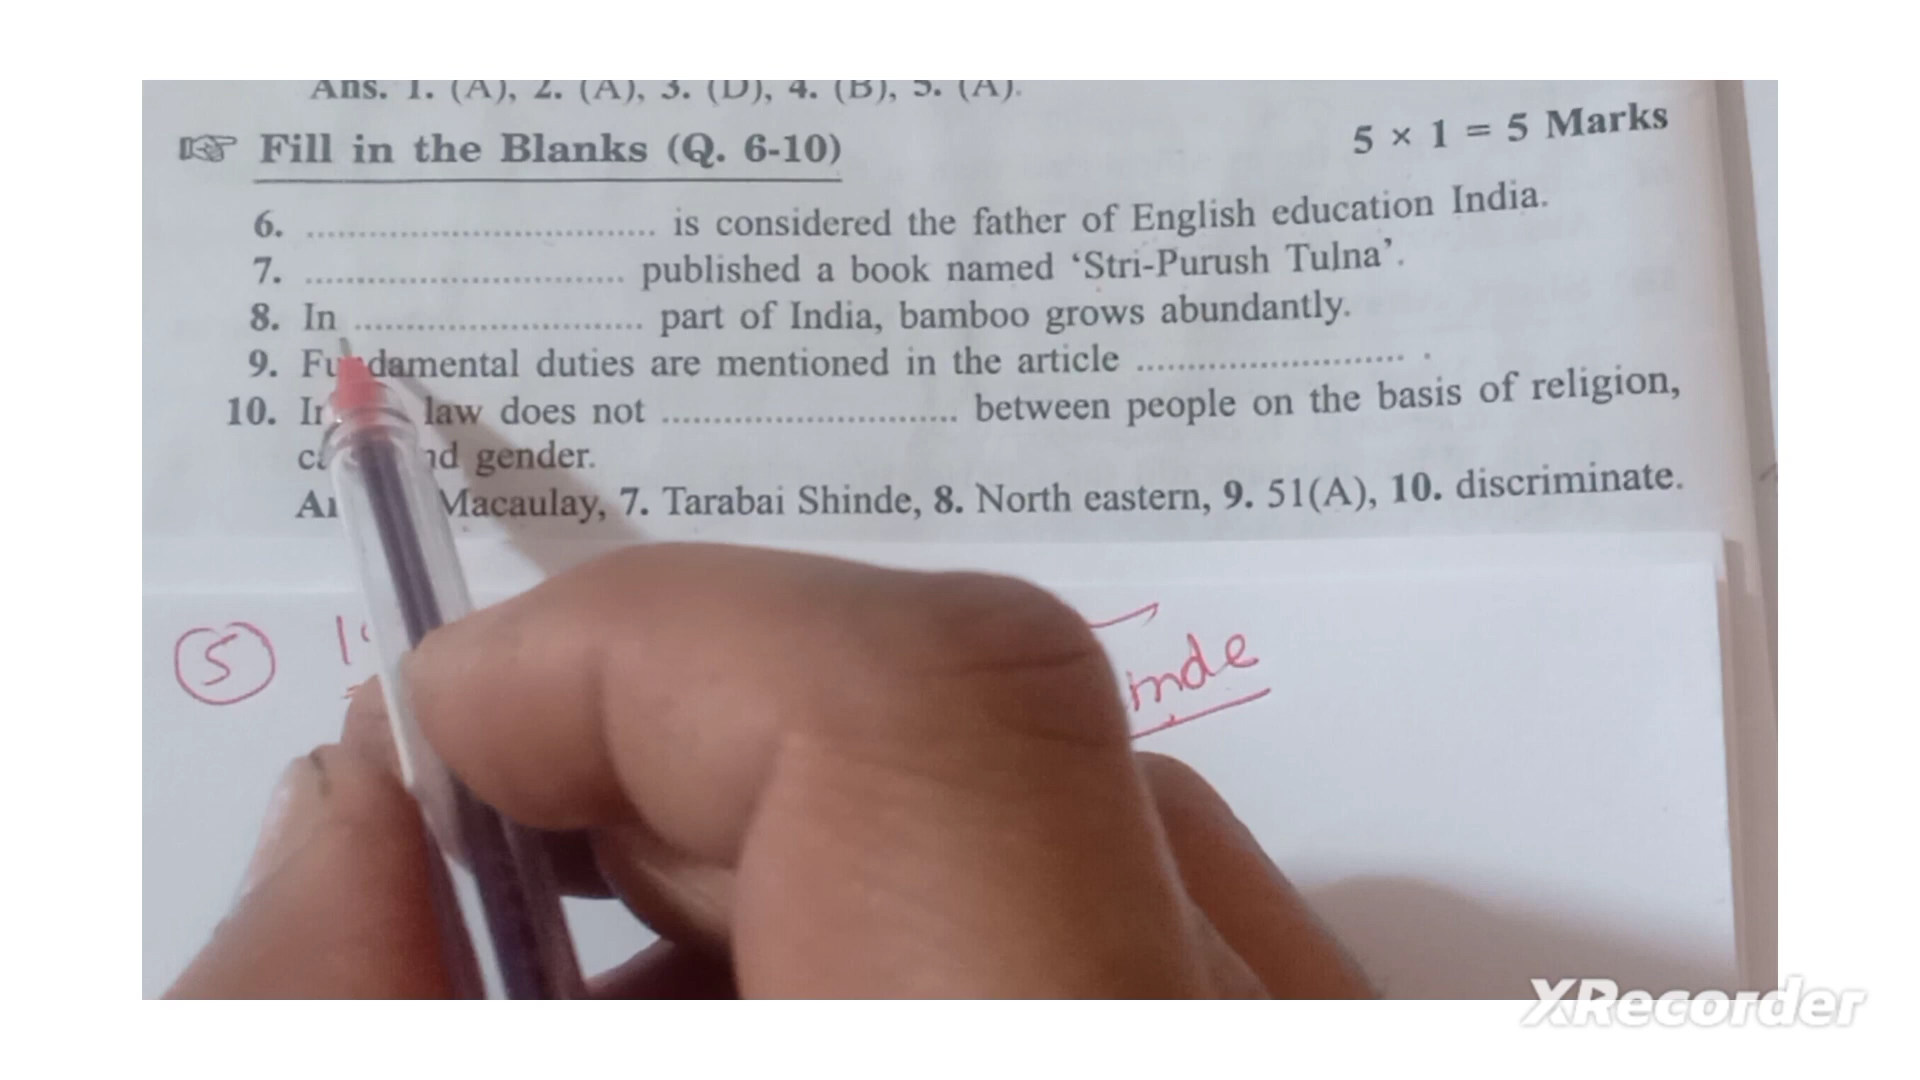 Ans. 1. (A), 2. (A), 3. (D), 4. (B), 5. (A).
Fill in the Blanks (Q. 6-10) 5 × 1 = 5 Marks
6. .................................. is considered the father of English education India.
7. ............................... published a book named ‘Stri-Purush Tulna’.
8. In ............................ part of India, bamboo grows abundantly.
9. Fundamental duties are mentioned in the article .......................... .
10. law does not ............................. between people on the basis of religion,
gender.
Macaulay, 7. Tarabai Shinde, 8. North eastern, 9. 51(A), 10. discriminate.
5
inde
XRecorder